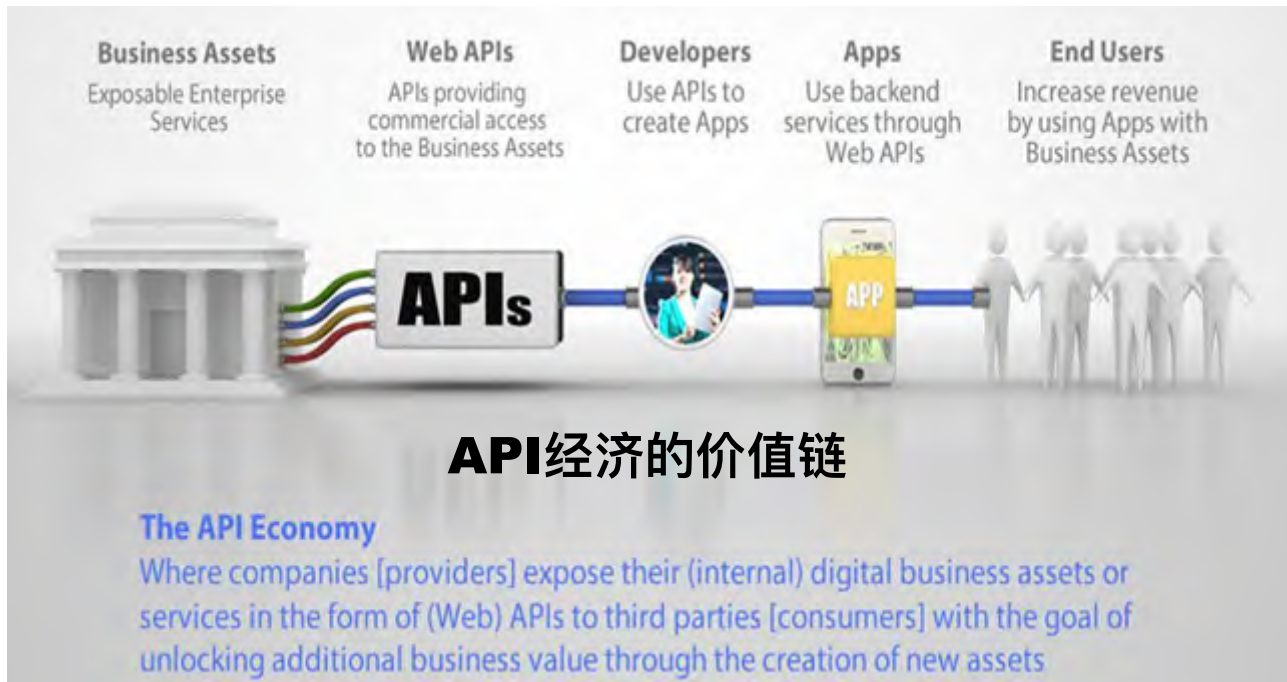 Business Assets
Exposable Enterprise
Services
Web APIs
APIs providing
commercial access
to the Business Assets
Developers
Use APIs to
create Apps
Apps
Use backend
services through
Web APIs
End Users
Increase revenue
by using Apps with
Business Assets
APIs
APP
API经济的价值链
The API Economy
Where companies [providers] expose their (internal) digital business assets or
services in the form of (Web) APIs to third parties [consumers] with the goal of
unlocking additional business value through the creation of new assets